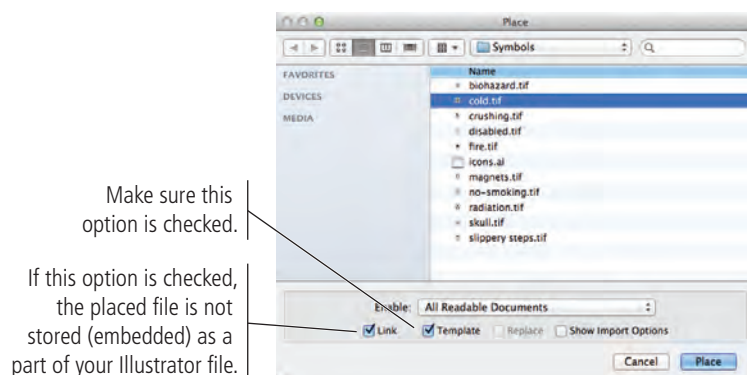 Place
Symbols
FAVORITES
DEVICES
MEDIA
Name
biohazard.tif
cold.tif
crushing.tif
disabled.tif
fire.tif
icons.ai
magnets.tif
no-smoking.tif
radiation.tif
skull.tif
slippery steps.tif
Make sure this
option is checked.
If this option is checked,
the placed file is not
stored (embedded) as a
part of your Illustrator file.
Enable: All Readable Documents
Link Template Replace Show Import Options
Cancel Place